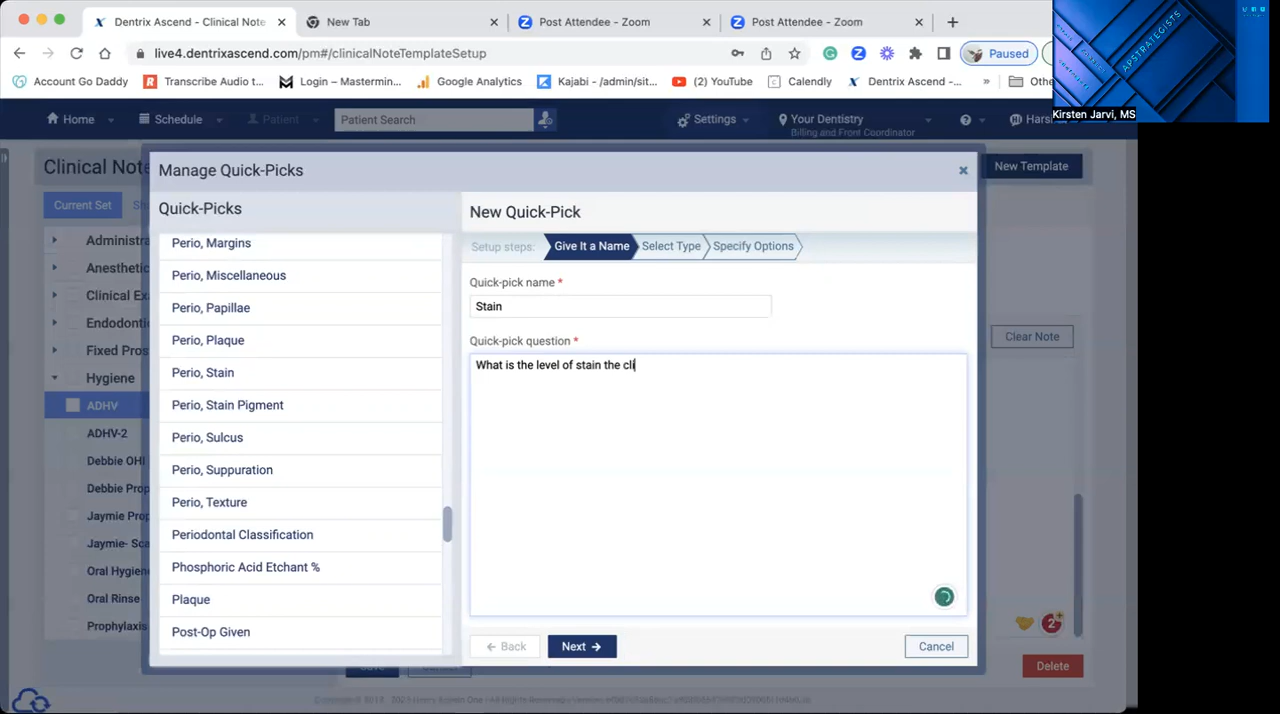 Dentrix Ascend - Clinical Note
New Tab
Post Attendee - Zoom
Post Attendee - Zoom
live4.dentrixascend.com/pm#/clinicalNoteTemplateSetup
Paused
Account Go Daddy
Transcribe Audio t...
Login – Mastermin...
Google Analytics
Kajabi - /admin/sit...
(2) YouTube
Calendly
Dentrix Ascend -...
»
APSTRATEGISTS
Kirsten Jarvi, MS
Home
Schedule
Patient
Patient Search
Settings
Your Dentistry
Billing and Front Coordinator
Clinical Note
New Template
Current Set
Manage Quick-Picks
Quick-Picks
New Quick-Pick
Setup steps:
Give It a Name
Select Type
Specify Options
Quick-pick name *
Stain
Quick-pick question *
What is the level of stain the cli
Perio, Margins
Perio, Miscellaneous
Perio, Papillae
Perio, Plaque
Perio, Stain
Perio, Stain Pigment
Perio, Sulcus
Perio, Suppuration
Perio, Texture
Periodontal Classification
Phosphoric Acid Etchant %
Plaque
Post-Op Given
Administra
Anesthetic
Clinical Ex
Endodonti
Fixed Pros
Hygiene
ADHV
ADHV-2
Debbie OHI
Debbie Prop
Jaymie Prop
Jaymie- Sca
Oral Hygien
Oral Rinse
Prophylaxis
Clear Note
2+
Back
Next
Cancel
Delete